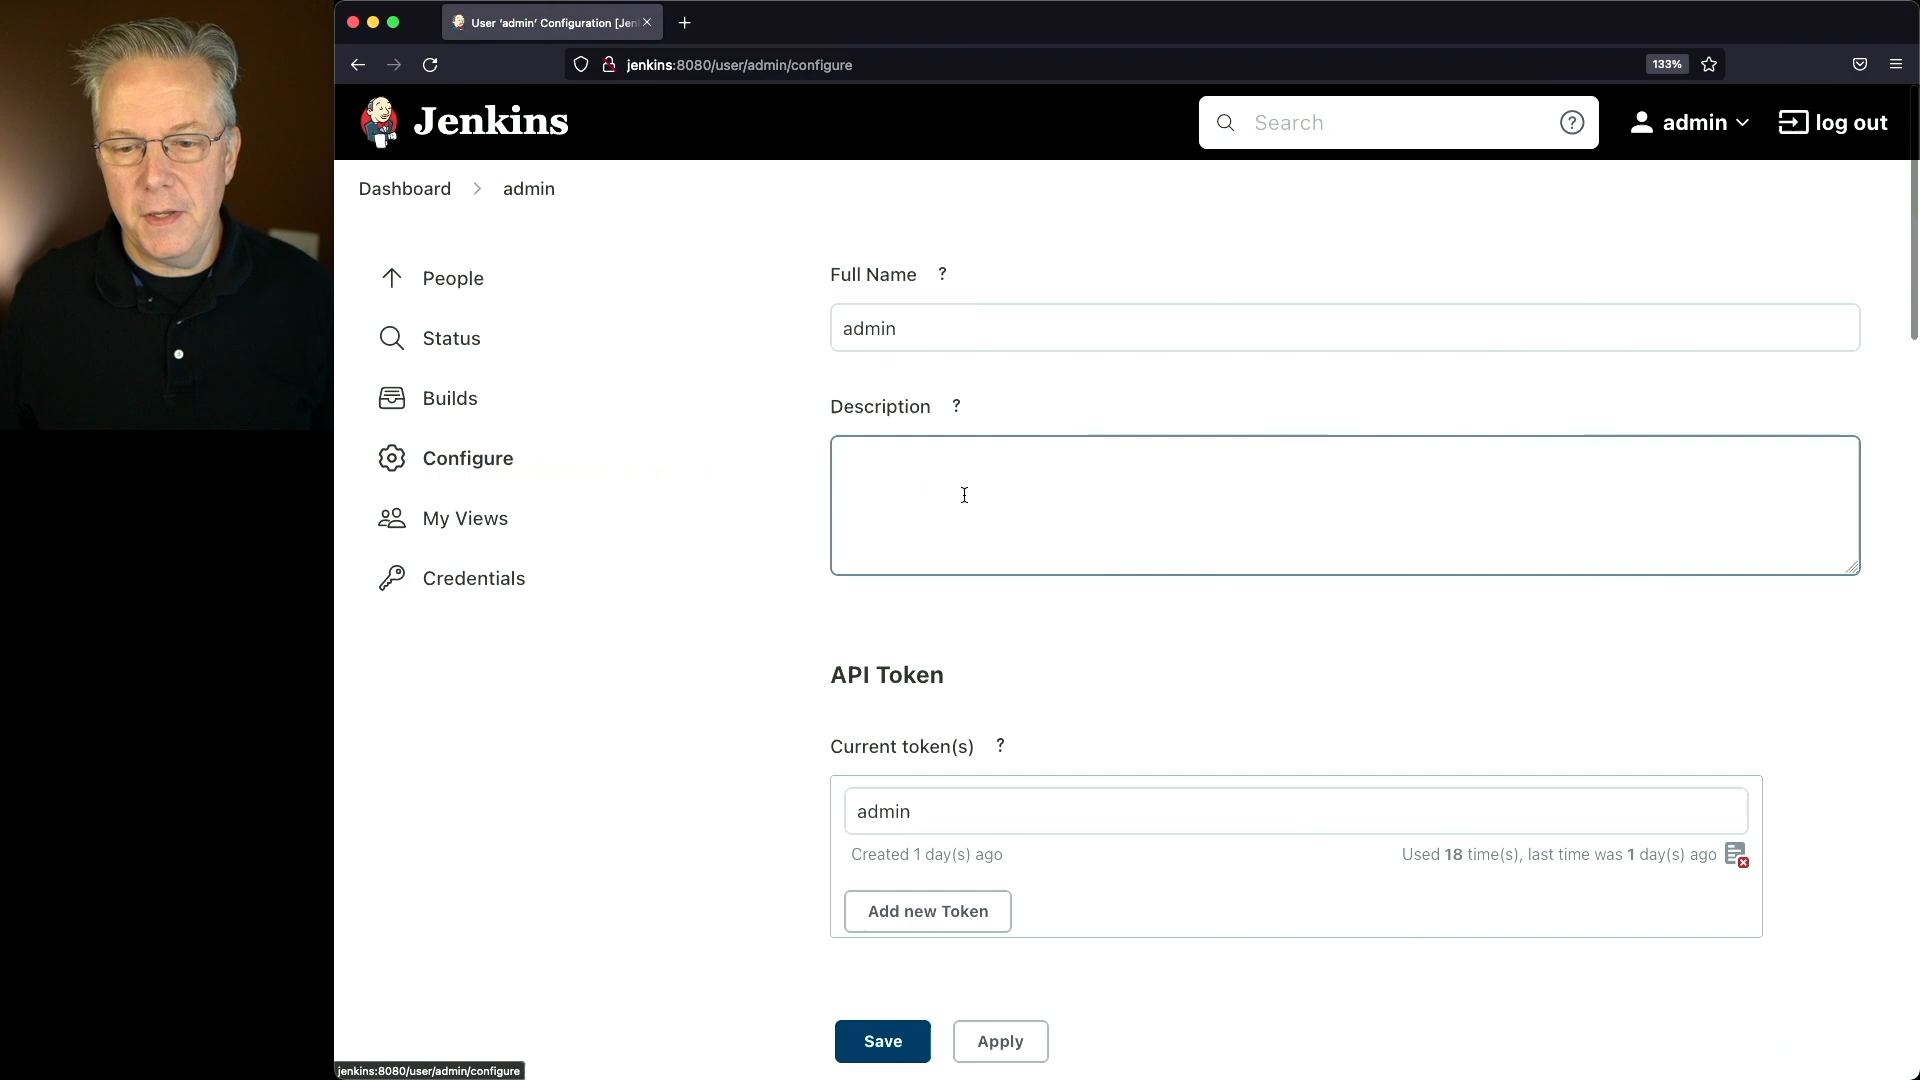 User ‘admin’ Configuration [Jen
jenkins:8080/user/admin/configure
133%
Jenkins
Search
?
admin
log out
Dashboard
admin
People
Status
Builds
Configure
My Views
Credentials
Full Name ?
admin
Description ?
API Token
Current token(s) ?
admin
Created 1 day(s) ago
Used 18 time(s), last time was 1 day(s) ago
Add new Token
Save
Apply
jenkins:8080/user/admin/configure